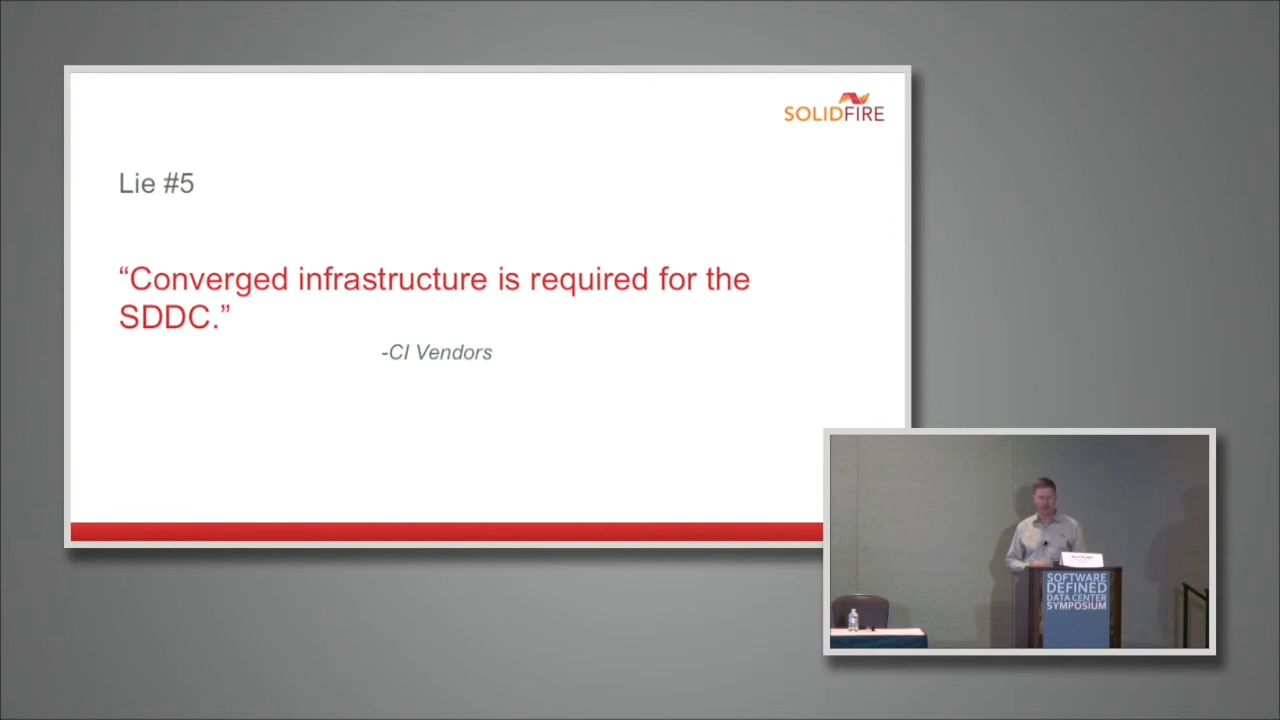 SOLIDFIRE
Lie #5
“Converged infrastructure is required for the
SDDC.”
-CI Vendors
SOFTWARE
DEFINED
DATA CENTER
SYMPOSIUM